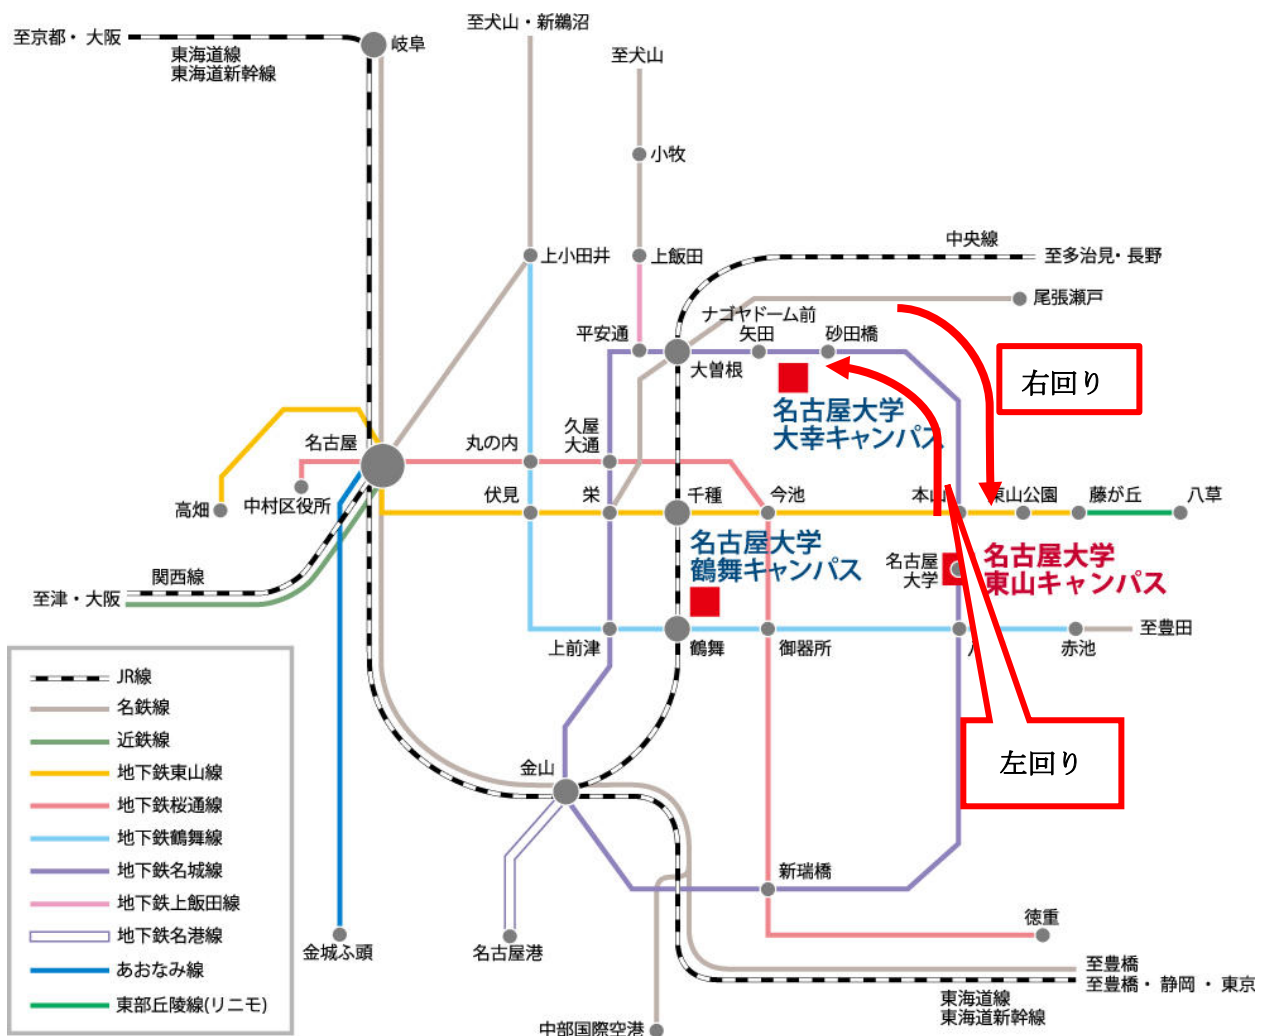 至犬山・新鵜沼
至京都・大阪
岐阜
至犬山
東海道線
東海道新幹線
小牧
中央線
上小田井
上飯田
至多治見・長野
尾張瀬戸
ナゴヤドーム前
平安通
矢田
砂田橋
大曽根
右回り
名古屋大学
大幸キャンパス
久屋
大通
名古屋
丸の内
高畑
中村区役所
伏見
栄
千種
今池
本山
東山公園
藤が丘
八草
名古屋大学
鶴舞キャンパス
名古屋
大学
名古屋大学
東山キャンパス
関西線
至津・大阪
上前津
鶴舞
御器所
赤池
至豊田
JR線
名鉄線
近鉄線
地下鉄東山線
地下鉄桜通線
地下鉄鶴舞線
地下鉄名城線
地下鉄上飯田線
地下鉄名港線
あおなみ線
東部丘陵線(リニモ)
左回り
金山
新瑞橋
徳重
金城ふ頭
名古屋港
至豊橋
至豊橋・静岡・東京
東海道線
東海道新幹線
中部国際空港